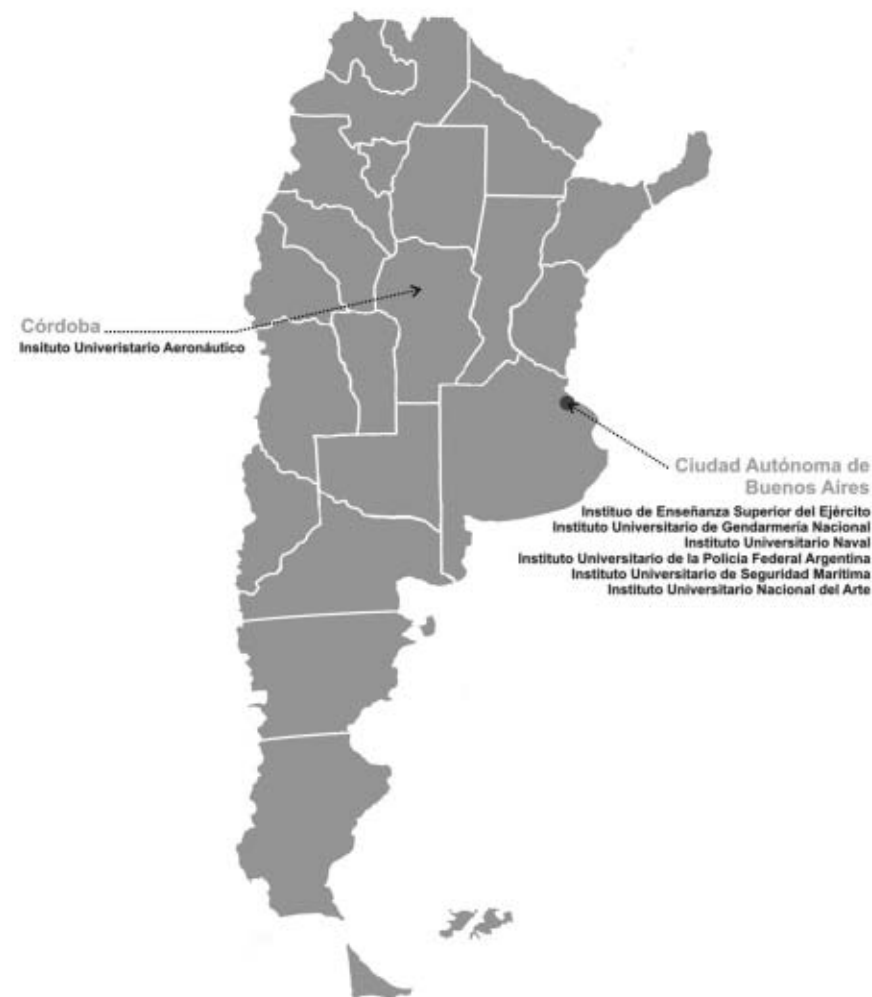 Córdoba
Insituto Univeristario Aeronáutico
Ciudad Autónoma de
Buenos Aires
Instituo de Enseñanza Superior del Ejército
Instituto Universitario de Gendarmería Nacional
Instituto Universitario Naval
Instituto Universitario de la Policía Federal Argentina
Instituto Universitario de Seguridad Marítima
Instituto Universitario Nacional del Arte